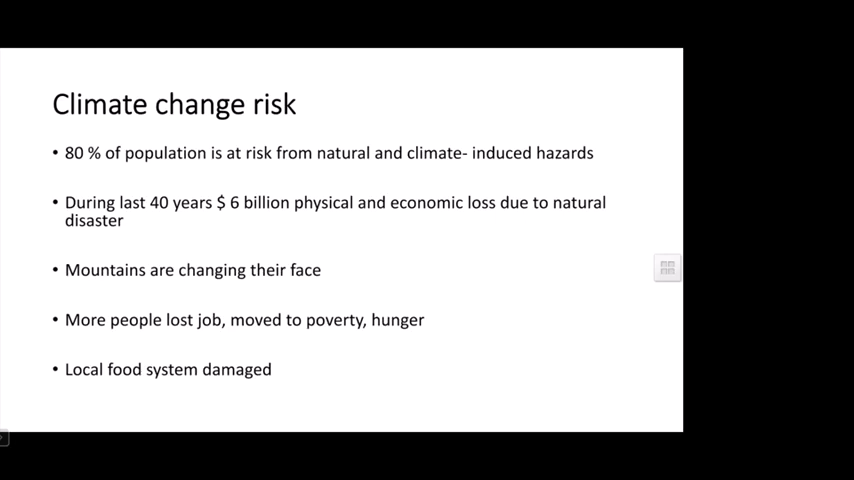 Climate change risk
• 80 % of population is at risk from natural and climate- induced hazards
• During last 40 years $ 6 billion physical and economic loss due to natural
disaster
• Mountains are changing their face
• More people lost job, moved to poverty, hunger
• Local food system damaged